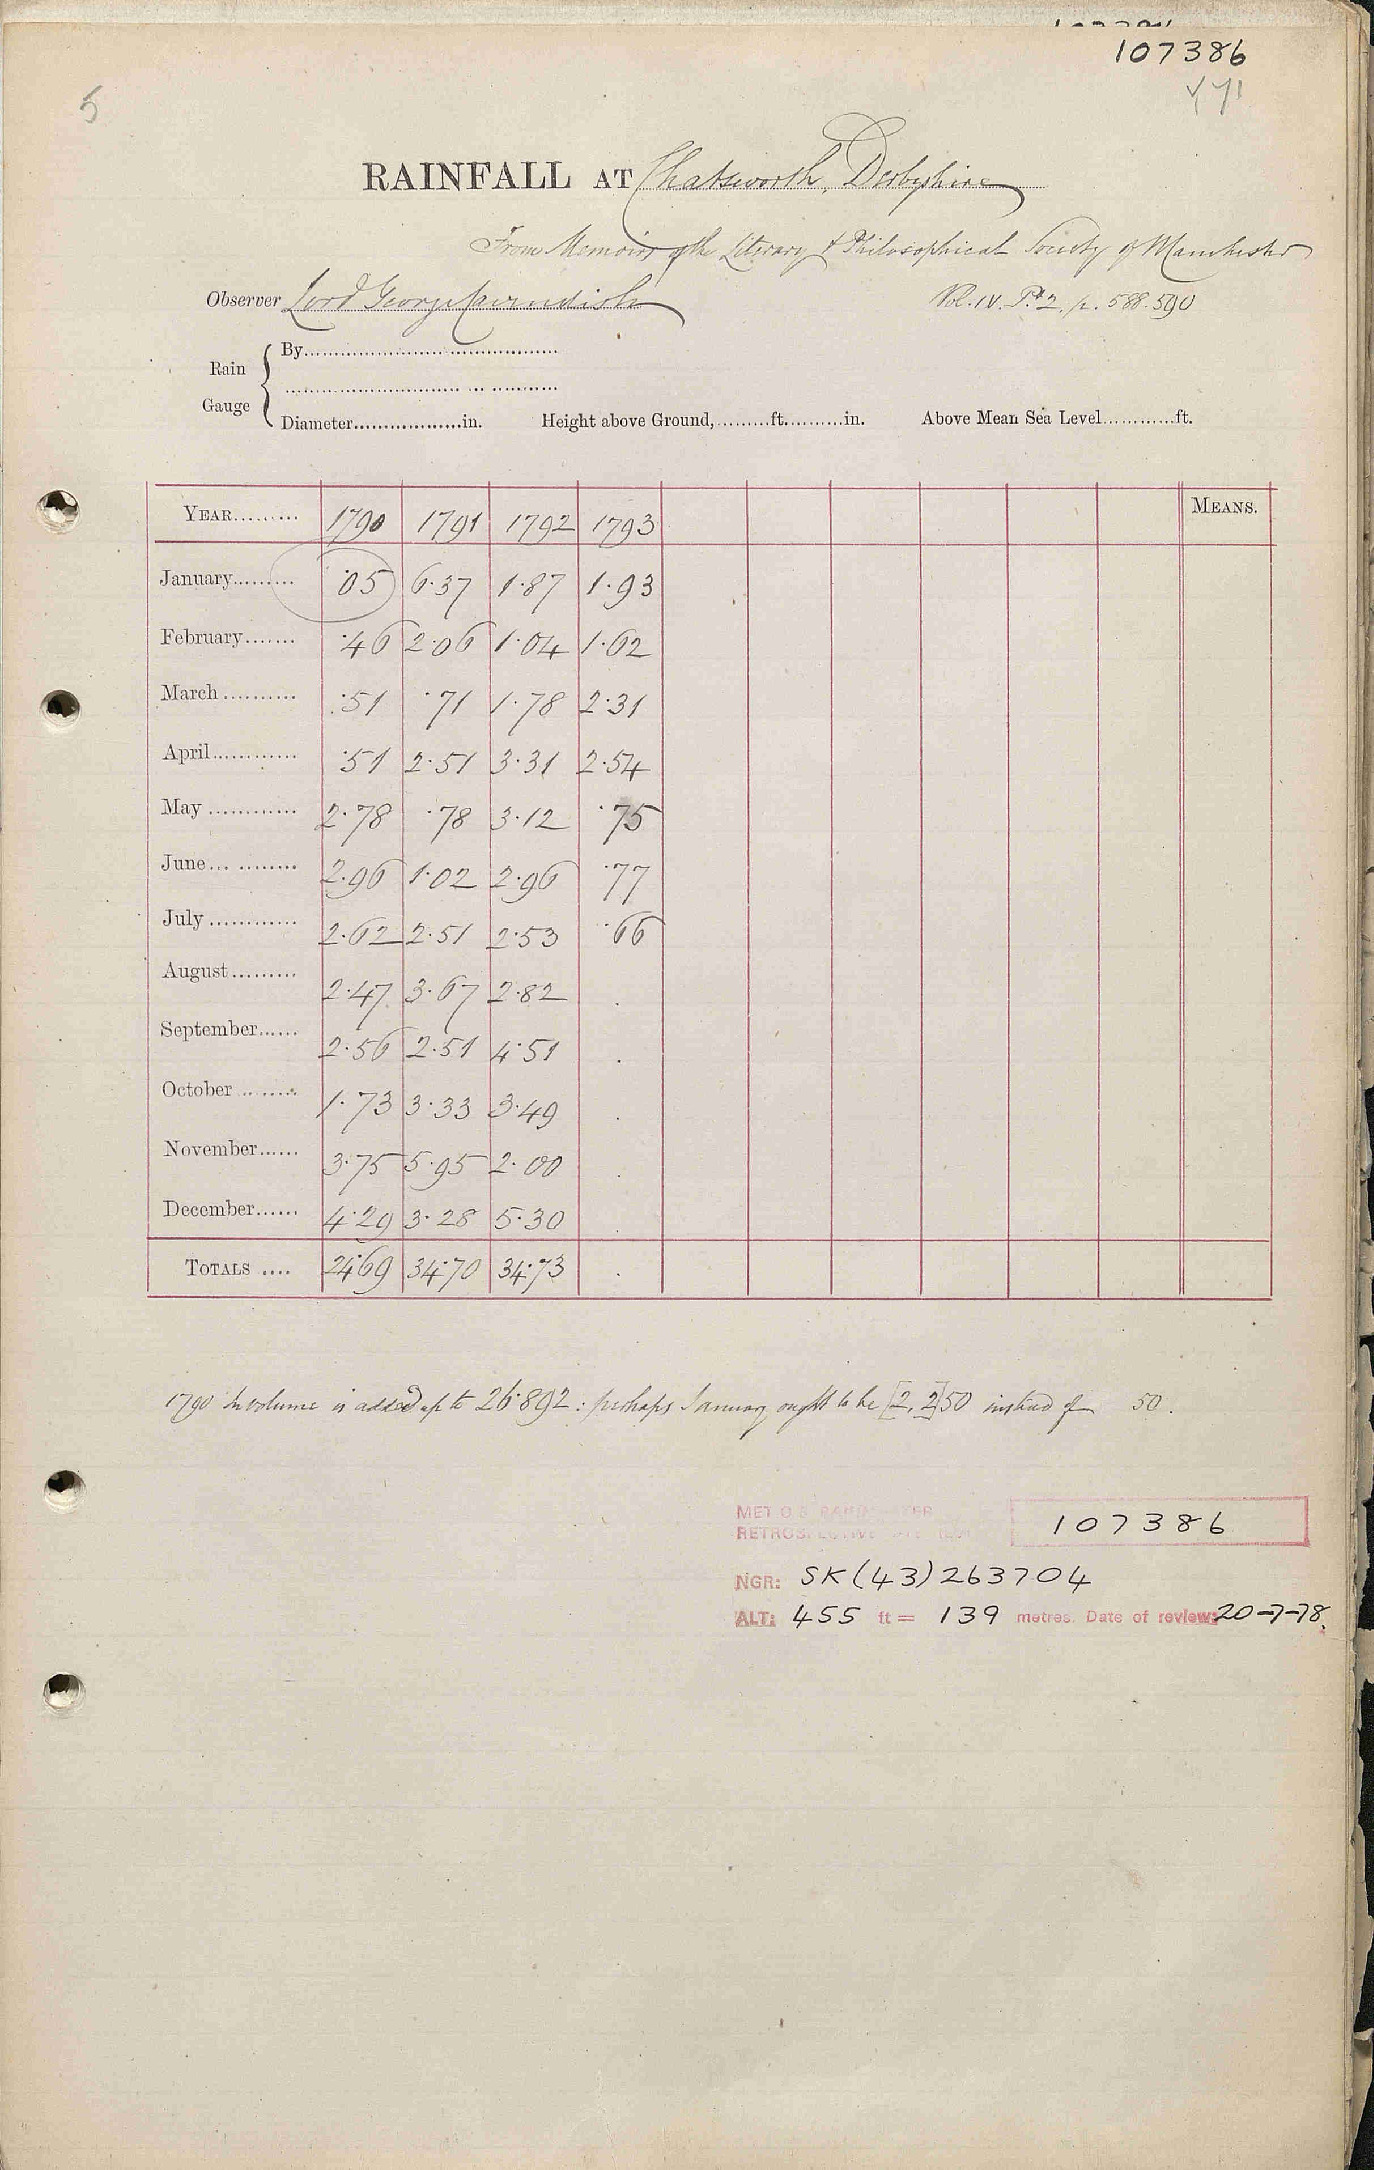 107386
5
RAINFALL AT Chatsworth, Derbyshire
From Memoirs of the Literary & Philosophical Society of Manchester
Observer Lord George Cavendish Vol. IV. Pt 2. p. 588-590
Rain Gauge
By
Diameter in. Height above Ground, ft. in. Above Mean Sea Level ft.
YEAR 1790 1791 1792 1793 MEANS.
January ·05 6·37 1·87 1·93
February ·46 2·06 1·04 1·62
March ·51 ·71 1·78 2·31
April ·51 2·51 3·31 2·54
May 2·78 ·78 3·12 ·75
June 2·96 1·02 2·96 ·77
July 2·62 2·51 2·53 ·66
August 2·47 3·67 2·82 .
September 2·56 2·51 4·51 .
October 1·73 3·33 3·49 .
November 3·75 5·95 2·00 .
December 4·29 3·28 5·30 .
TOTALS 24·69 34·70 34·73 .
1790 in volume is added up to 26·892 : perhaps January ought to be [2, 2]50 instead of 50.
MET O.8
RETROSPECTIVE
107386
NGR: SK(43)263704
ALT: 455 ft = 139 metres. Date of review: 20-7-78.